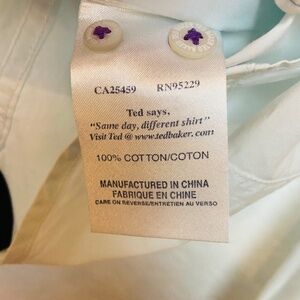 CA25459 RN95229
Ted says,
"Same day, different shirt"
Visit Ted @ www.tedbaker.com
100% COTTON/COTON
MANUFACTURED IN CHINA
FABRIQUE EN CHINE
CARE ON REVERSE/ENTRETIEN AU VERSO